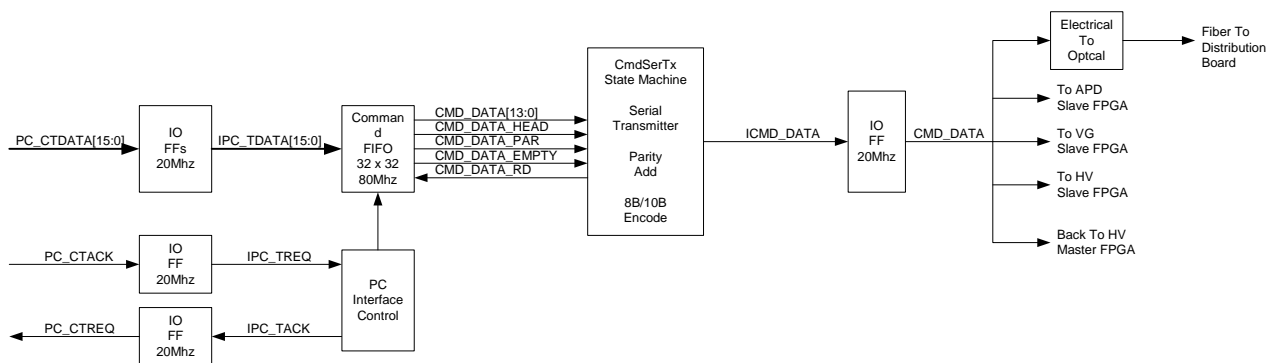 PC_CTDATA[15:0]
IO
FFs
20Mhz
IPC_TDATA[15:0]
Comman
d
FIFO
32 x 32
80Mhz
CMD_DATA[13:0]
CMD_DATA_HEAD
CMD_DATA_PAR
CMD_DATA_EMPTY
CMD_DATA_RD
CmdSerTx
State Machine
Serial
Transmitter
Parity
Add
8B/10B
Encode
ICMD_DATA
IO
FF
20Mhz
CMD_DATA
Electrical
To
Optcal
Fiber To
Distribution
Board
To APD
Slave FPGA
To VG
Slave FPGA
To HV
Slave FPGA
Back To HV
Master FPGA
PC_CTACK
IO
FF
20Mhz
IPC_TREQ
PC
Interface
Control
PC_CTREQ
IO
FF
20Mhz
IPC_TACK